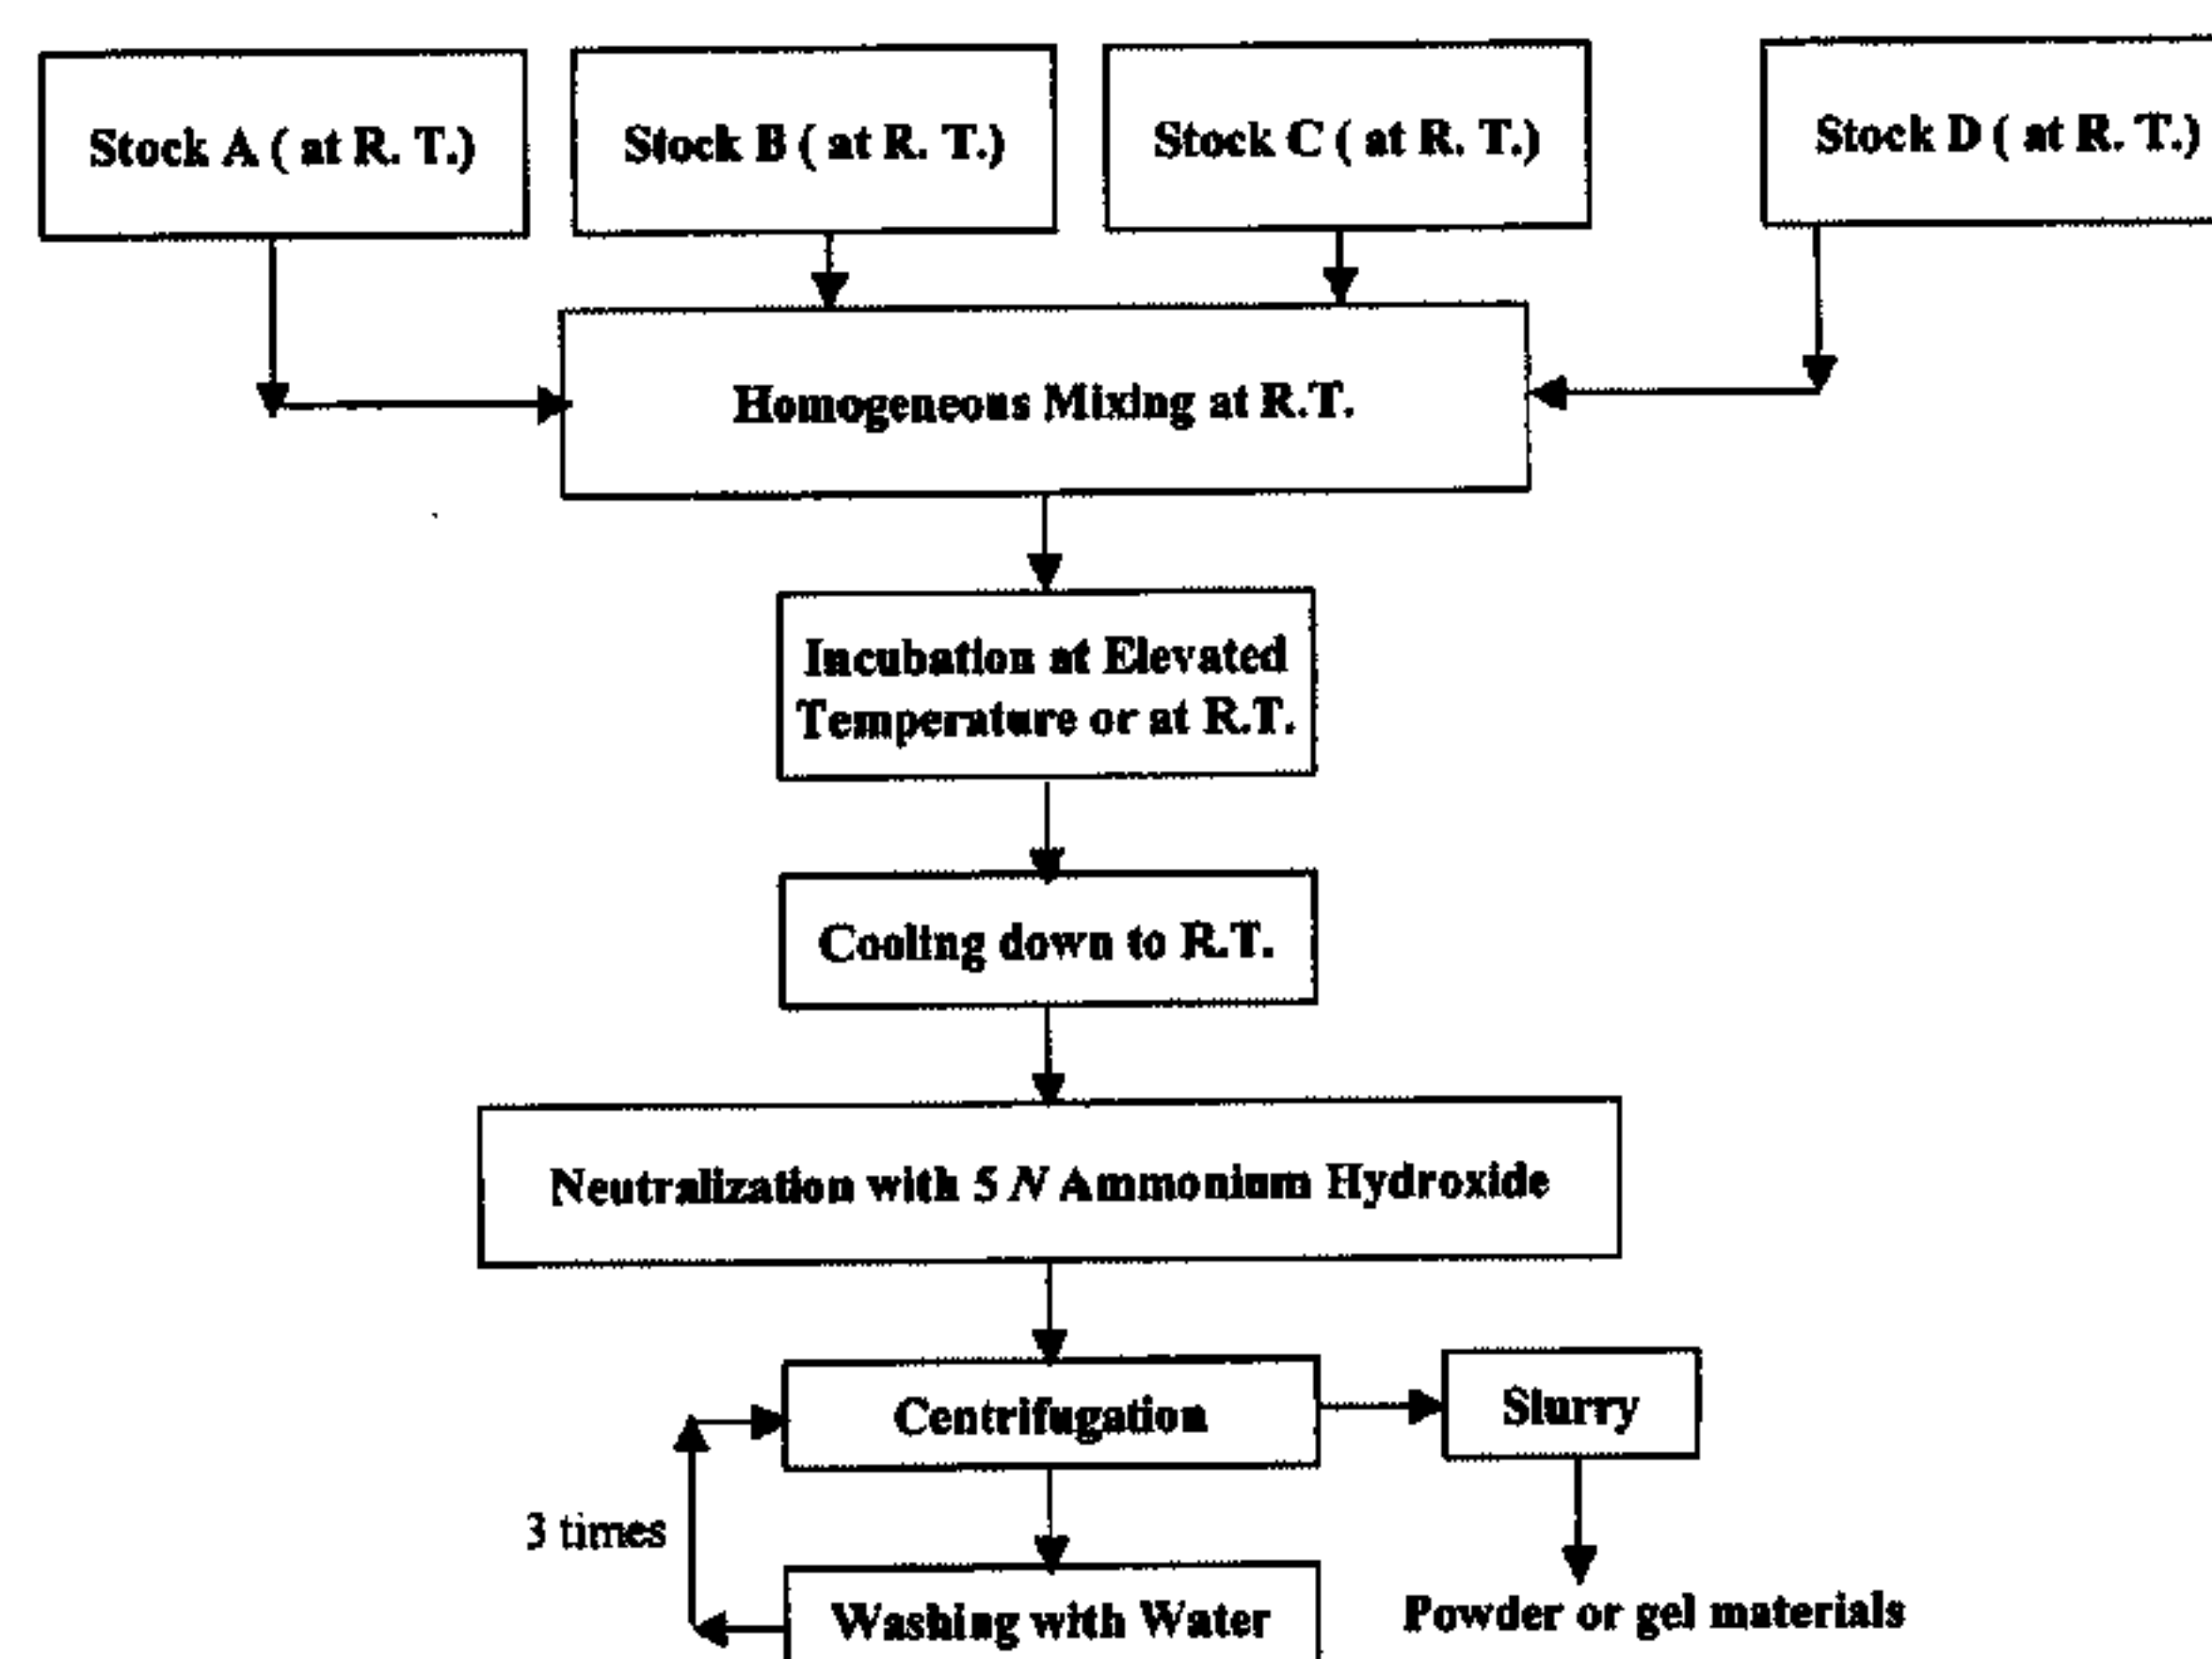 Stock A ( at R. T.)
Stock B ( at R. T.)
Stock C ( at R. T.)
Stock D ( at R. T.)
Homogeneous Mixing at R.T.
Incubation at Elevated
Temperature or at R.T.
Cooling down to R.T.
Neutralization with 5 N Ammonium Hydroxide
Centrifugation
Slurry
3 times
Washing with Water
Powder or gel materials